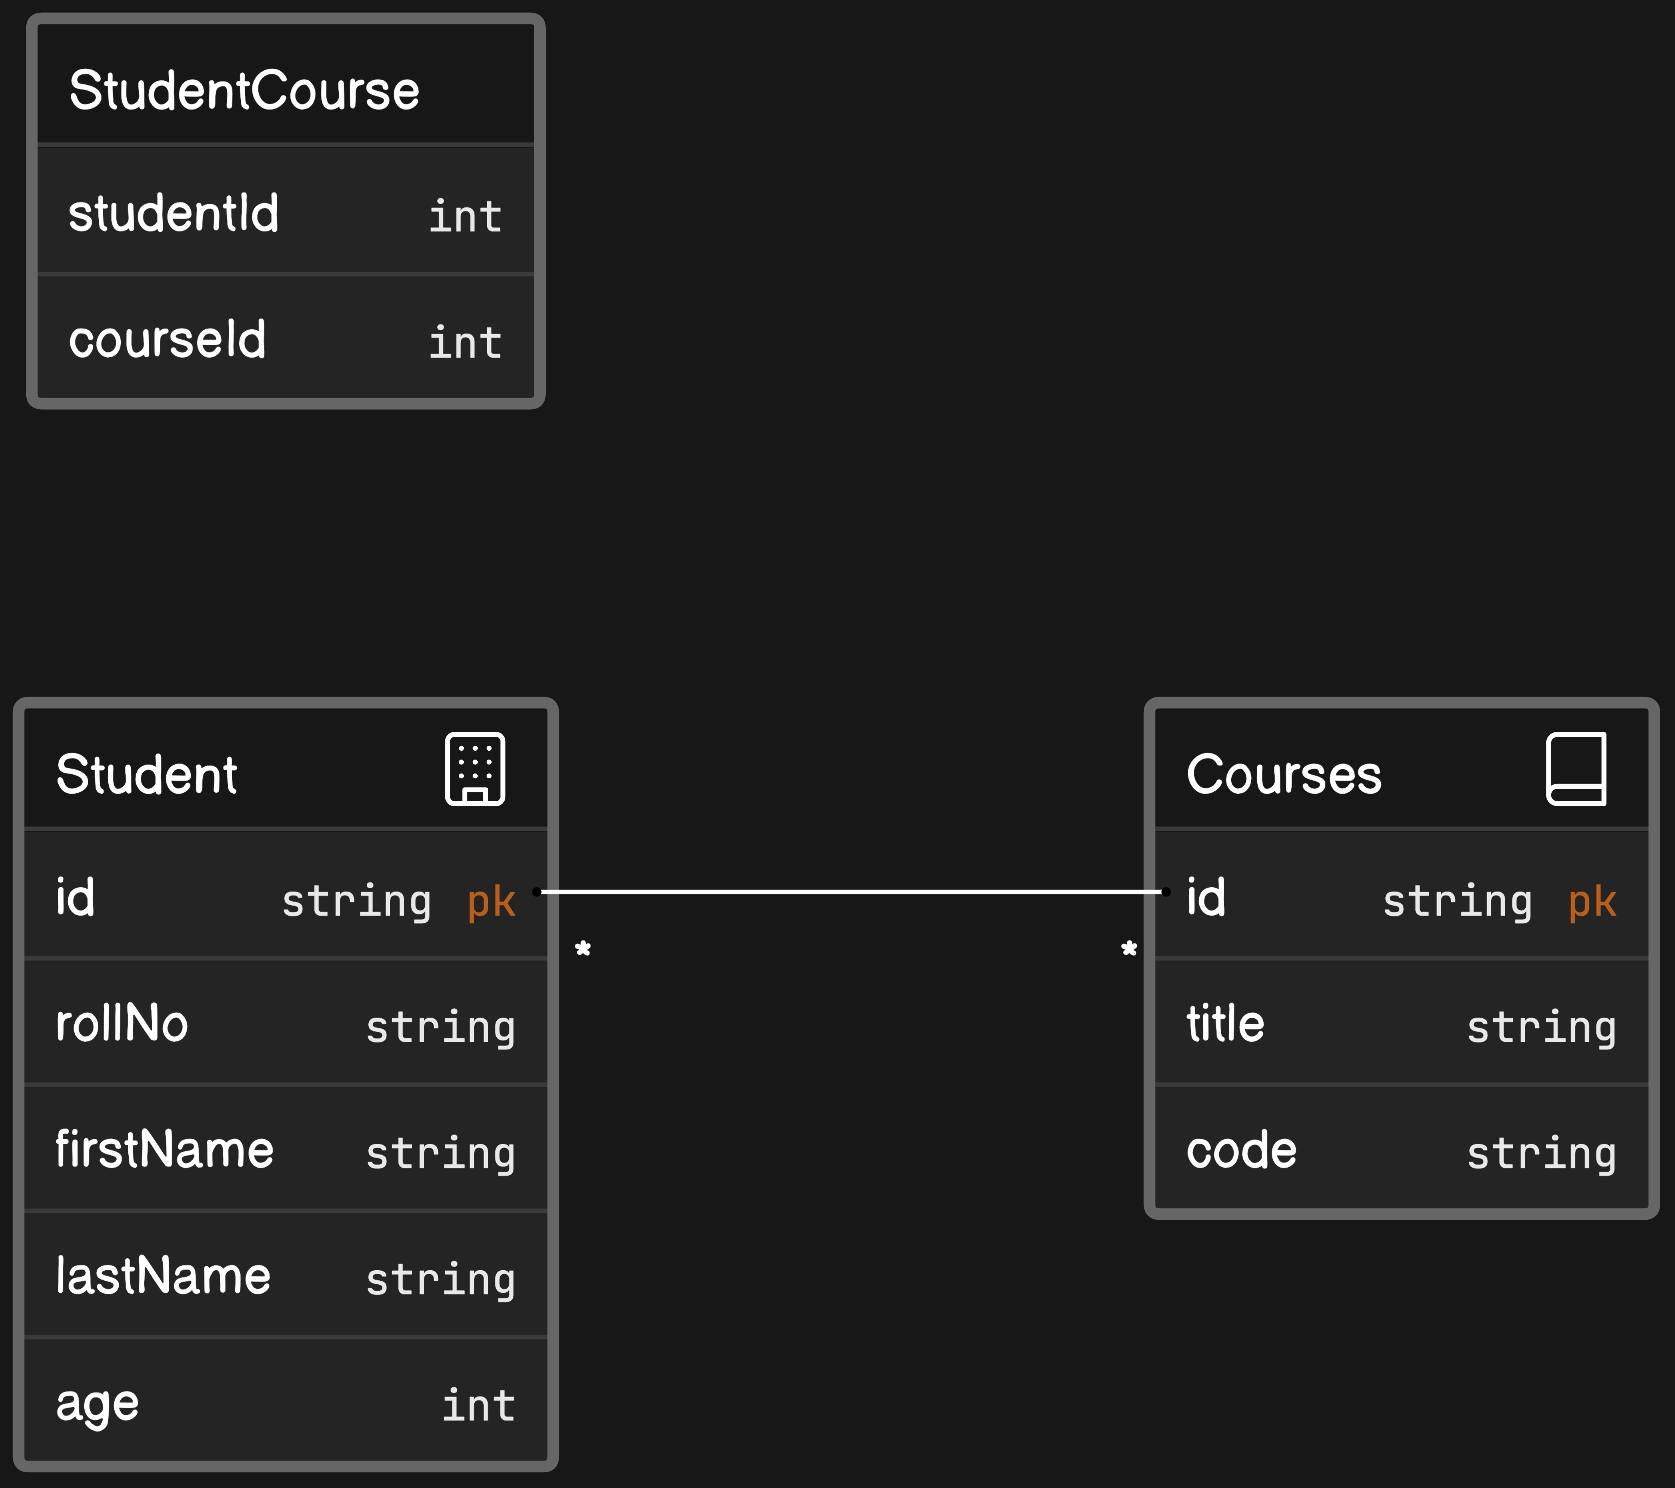 StudentCourse
studentId int
courseId int
Student
id string pk
rollNo string
firstName string
lastName string
age int
*
*
Courses
id string pk
title string
code string